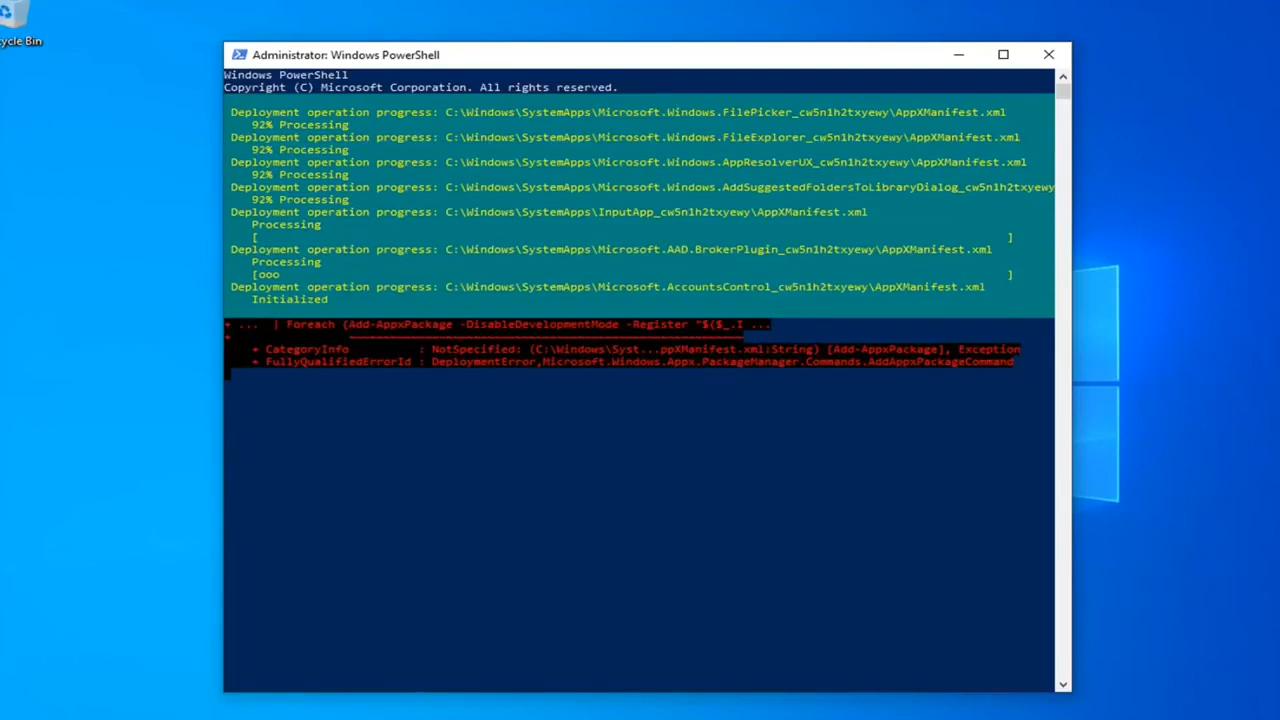 cycle Bin
Administrator: Windows PowerShell
Windows PowerShell
Copyright (C) Microsoft Corporation. All rights reserved.
Deployment operation progress: C:\Windows\SystemApps\Microsoft.Windows.FilePicker_cw5n1h2txyewy\AppXManifest.xml
92% Processing
Deployment operation progress: C:\Windows\SystemApps\Microsoft.Windows.FileExplorer_cw5n1h2txyewy\AppXManifest.xml
92% Processing
Deployment operation progress: C:\Windows\SystemApps\Microsoft.Windows.AppResolverUX_cw5n1h2txyewy\AppXManifest.xml
92% Processing
Deployment operation progress: C:\Windows\SystemApps\Microsoft.Windows.AddSuggestedFoldersToLibraryDialog_cw5n1h2txyewy
92% Processing
Deployment operation progress: C:\Windows\SystemApps\InputApp_cw5n1h2txyewy\AppXManifest.xml
Processing
[ ]
Deployment operation progress: C:\Windows\SystemApps\Microsoft.AAD.BrokerPlugin_cw5n1h2txyewy\AppXManifest.xml
Processing
[ooo ]
Deployment operation progress: C:\Windows\SystemApps\Microsoft.AccountsControl_cw5n1h2txyewy\AppXManifest.xml
Initialized
+ ... | Foreach {Add-AppxPackage -DisableDevelopmentMode -Register "$($_.I ...
+ ~~~~~~~~~~~~~~~~~~~~~~~~~~~~~~~~~~~~~~~~~~~~~~~~~~~~~~~~~
+ CategoryInfo : NotSpecified: (C:\Windows\Syst...ppXManifest.xml:String) [Add-AppxPackage], Exception
+ FullyQualifiedErrorId : DeploymentError,Microsoft.Windows.Appx.PackageManager.Commands.AddAppxPackageCommand